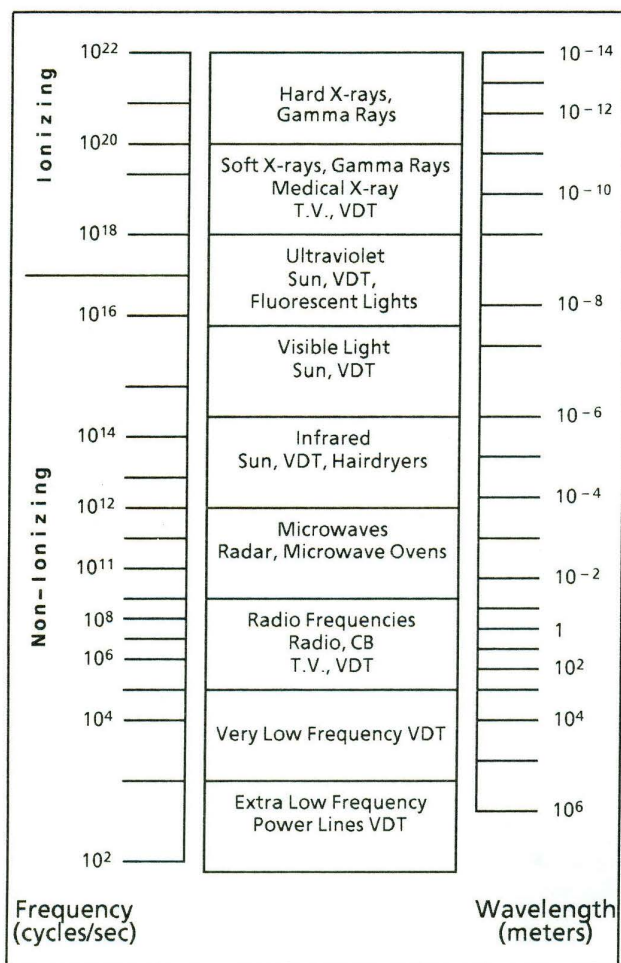 Ionizing
Non-Ionizing
10²²
10²⁰
10¹⁸
10¹⁶
10¹⁴
10¹²
10¹¹
10⁸
10⁶
10⁴
10²
Frequency
(cycles/sec)
Hard X-rays,
Gamma Rays
Soft X-rays, Gamma Rays
Medical X-ray
T.V., VDT
Ultraviolet
Sun, VDT,
Fluorescent Lights
Visible Light
Sun, VDT
Infrared
Sun, VDT, Hairdryers
Microwaves
Radar, Microwave Ovens
Radio Frequencies
Radio, CB
T.V., VDT
Very Low Frequency VDT
Extra Low Frequency
Power Lines VDT
10⁻¹⁴
10⁻¹²
10⁻¹⁰
10⁻⁸
10⁻⁶
10⁻⁴
10⁻²
1
10²
10⁴
10⁶
Wavelength
(meters)